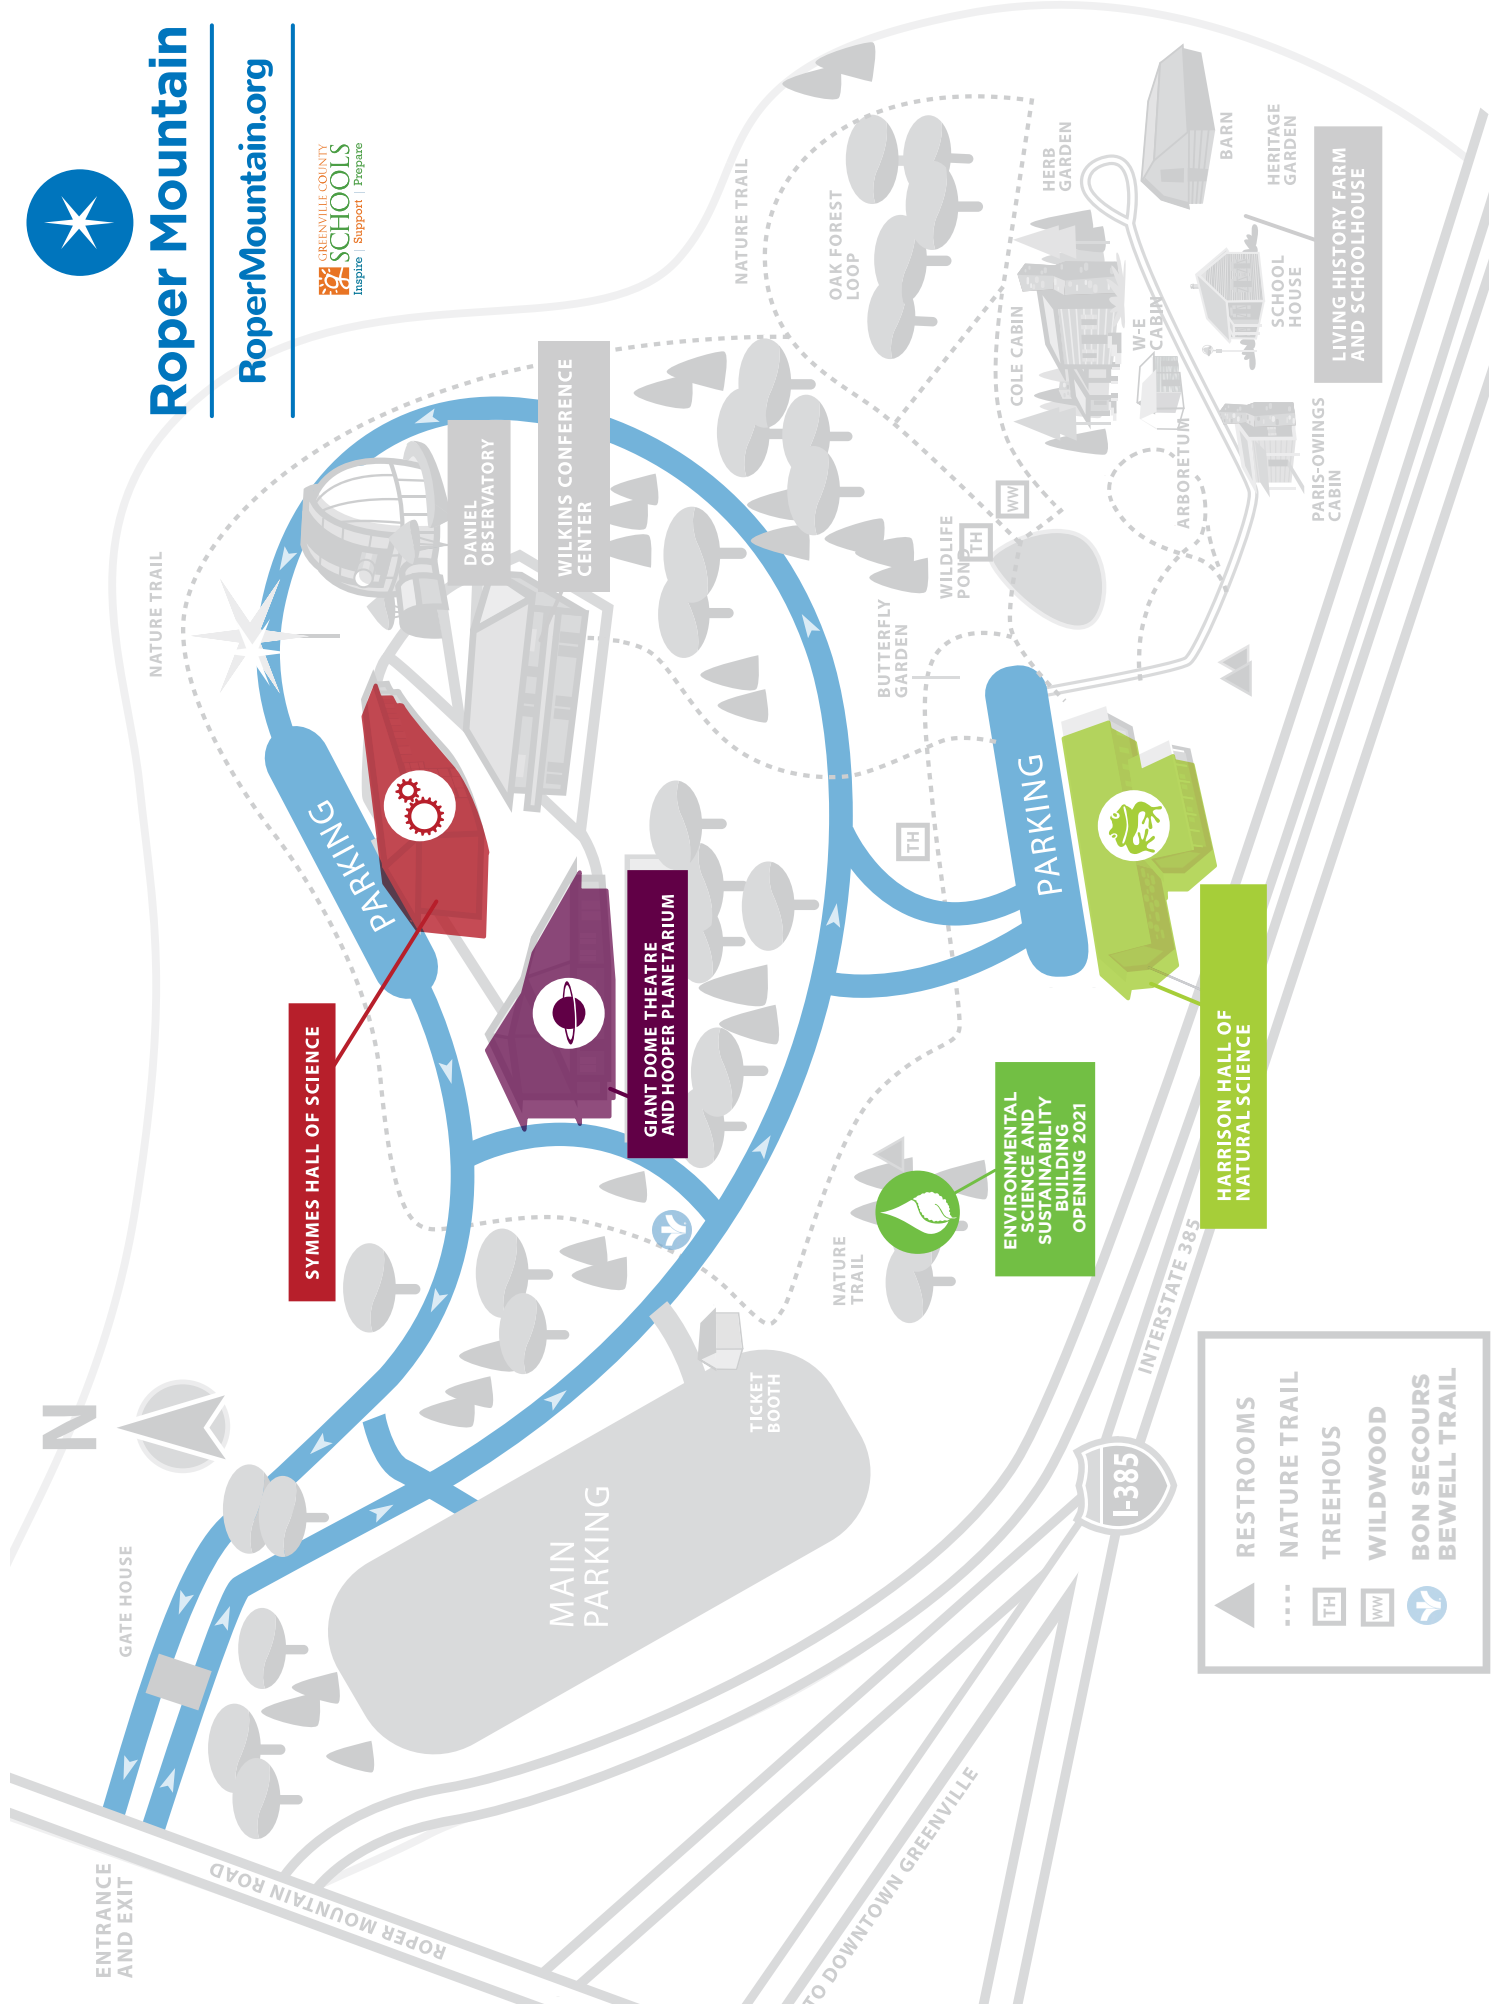 Roper Mountain
RoperMountain.org
GREENVILLE COUNTY
SCHOOLS
Inspire | Support | Prepare
N
GATE HOUSE
ENTRANCE
AND EXIT
ROPER MOUNTAIN ROAD
NATURE TRAIL
PARKING
SYMMES HALL OF SCIENCE
DANIEL
OBSERVATORY
WILKINS CONFERENCE
CENTER
GIANT DOME THEATRE
AND HOOPER PLANETARIUM
MAIN
PARKING
TICKET
BOOTH
NATURE TRAIL
OAK FOREST
LOOP
NATURE
TRAIL
BUTTERFLY
GARDEN
WILDLIFE
POND
TH
WW
TH
PARKING
COLE CABIN
HERB
GARDEN
W-E
CABIN
ARBORETUM
BARN
HERITAGE
GARDEN
SCHOOL
HOUSE
PARIS-OWINGS
CABIN
LIVING HISTORY FARM
AND SCHOOLHOUSE
ENVIRONMENTAL
SCIENCE AND
SUSTAINABILITY
BUILDING
OPENING 2021
HARRISON HALL OF
NATURAL SCIENCE
INTERSTATE 385
I-385
TO DOWNTOWN GREENVILLE
RESTROOMS
NATURE TRAIL
TH
TREEHOUS
WW
WILDWOOD
BON SECOURS
BEWELL TRAIL